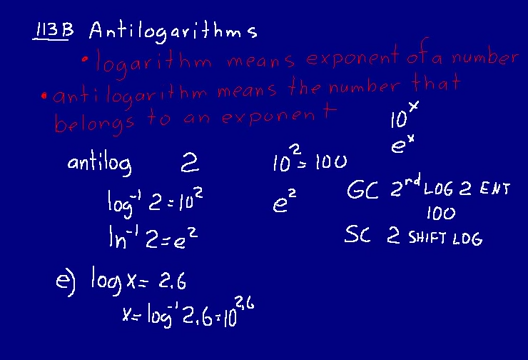 113B Antilogarithms
• logarithm means exponent of a number
• antilogarithm means the number that
belongs to an exponent
10^x
e^x
antilog 2 10^2 = 100
log^-1 2 = 10^2 e^2
ln^-1 2 = e^2
GC 2nd LOG 2 ENT
100
SC 2 SHIFT LOG
e) log x = 2.6
x = log^-1 2.6 = 10^2.6